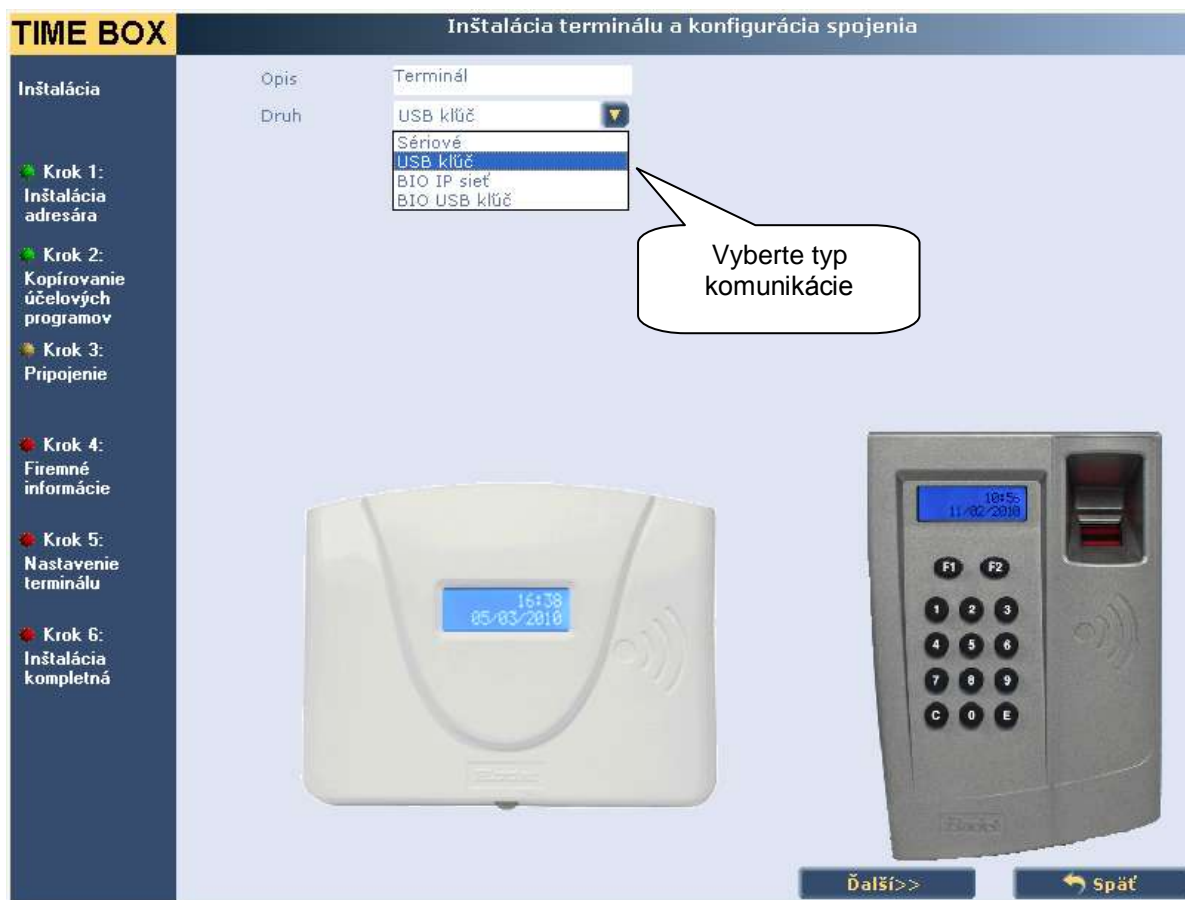 TIME BOX
Inštalácia terminálu a konfigurácia spojenia
Inštalácia
Krok 1:
Inštalácia
adresára
Krok 2:
Kopírovanie
účelových
programov
Krok 3:
Pripojenie
Krok 4:
Firemné
informácie
Krok 5:
Nastavenie
terminálu
Krok 6:
Inštalácia
kompletná
Opis
Terminál
Druh
USB kľúč
Sériové
USB kľúč
BIO IP sieť
BIO USB kľúč
Vyberte typ
komunikácie
16:38
05/03/2010
10:56
11/02/2010
F1 F2
1 2 3
4 5 6
7 8 9
C 0 E
Bodet
Ďalší>>
Späť